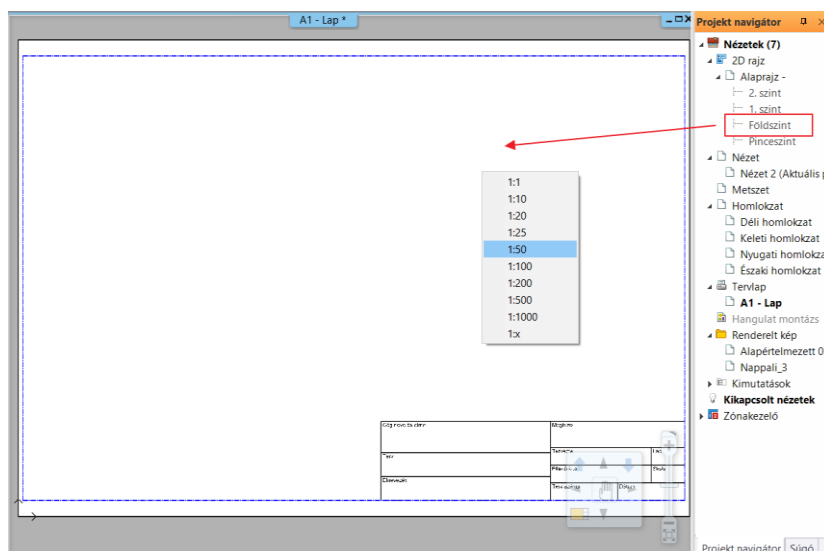 A1 - Lap *
Projekt navigátor
Nézetek (7)
2D rajz
Alaprajz -
2. szint
1. szint
Földszint
Pinceszint
Nézet
Nézet 2 (Aktuális p
Metszet
Homlokzat
Déli homlokzat
Keleti homlokzat
Nyugati homlokza
Északi homlokzat
Tervlap
A1 - Lap
Hangulat montázs
Renderelt kép
Alapértelmezett 0
Nappali_3
Kimutatások
Kikapcsolt nézetek
Zónakezelő
1:1
1:10
1:20
1:25
1:50
1:100
1:200
1:500
1:1000
1:x
Projekt navigátor
Súgó